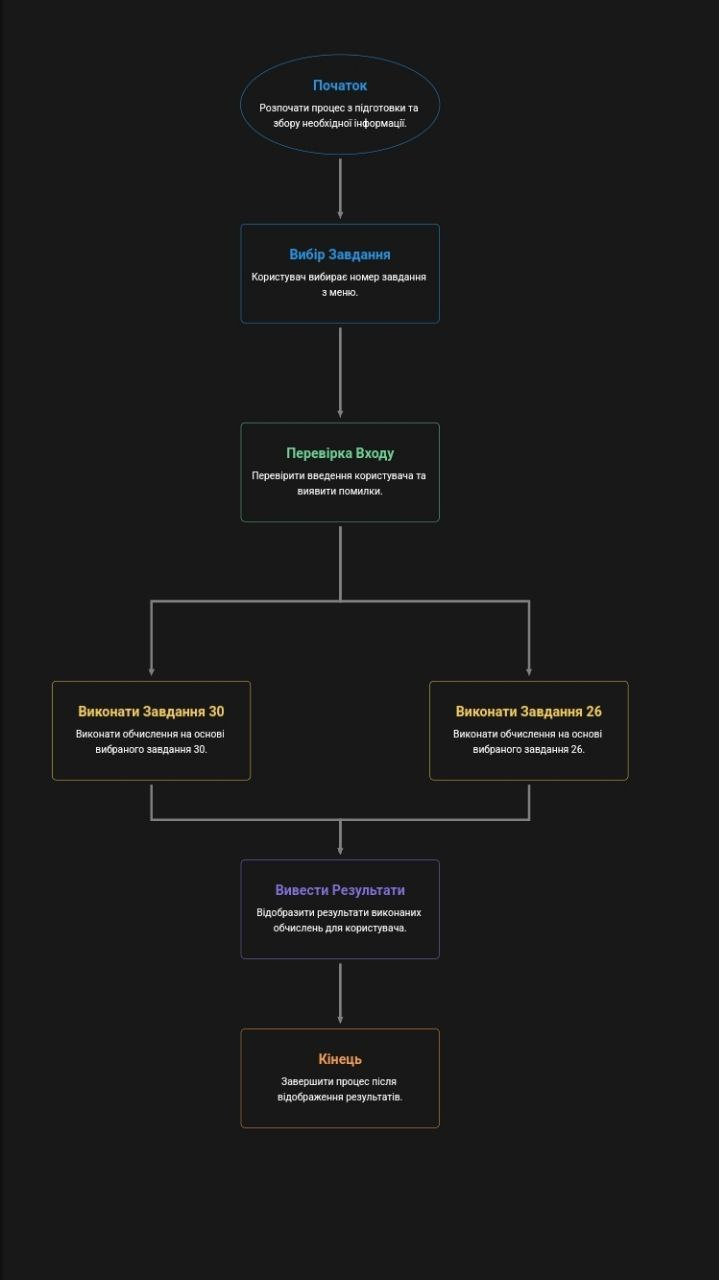 Початок
Розпочати процес з підготовки та
збору необхідної інформації.
Вибір Завдання
Користувач вибирає номер завдання
з меню.
Перевірка Входу
Перевірити введення користувача та
виявити помилки.
Виконати Завдання 30
Виконати обчислення на основі
вибраного завдання 30.
Виконати Завдання 26
Виконати обчислення на основі
вибраного завдання 26.
Вивести Результати
Відобразити результати виконаних
обчислень для користувача.
Кінець
Завершити процес після
відображення результатів.